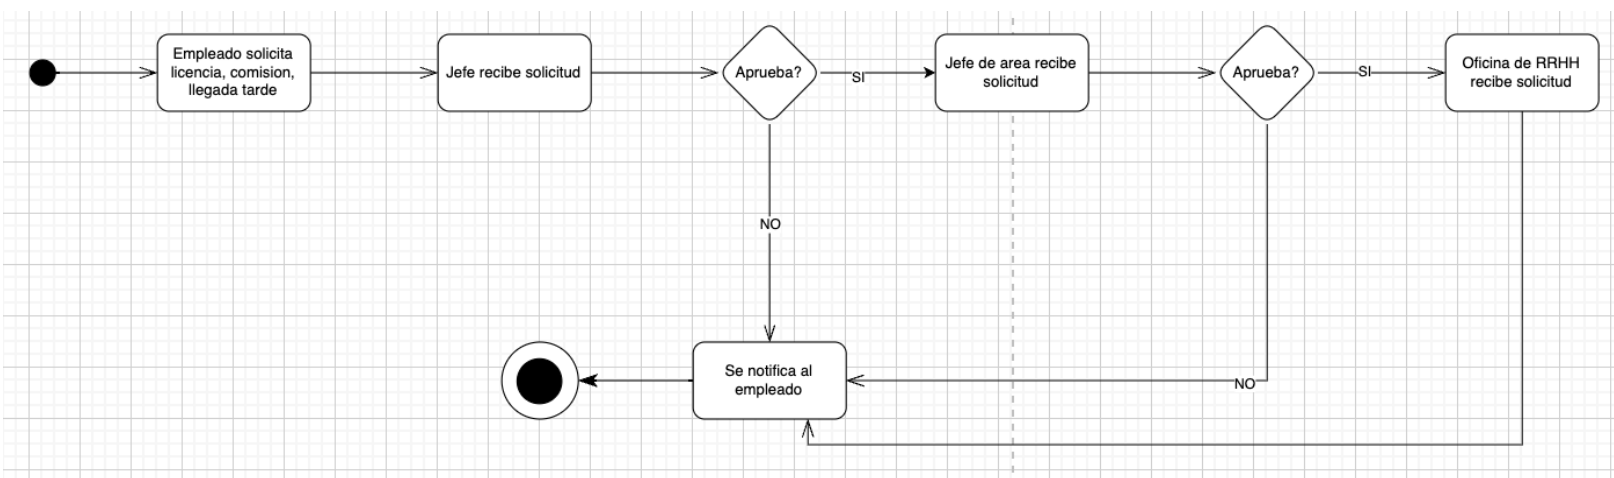 Empleado solicita
licencia, comision,
llegada tarde
Jefe recibe solicitud
Aprueba?
SI
Jefe de area recibe
solicitud
Aprueba?
SI
Oficina de RRHH
recibe solicitud
NO
Se notifica al
empleado
NO